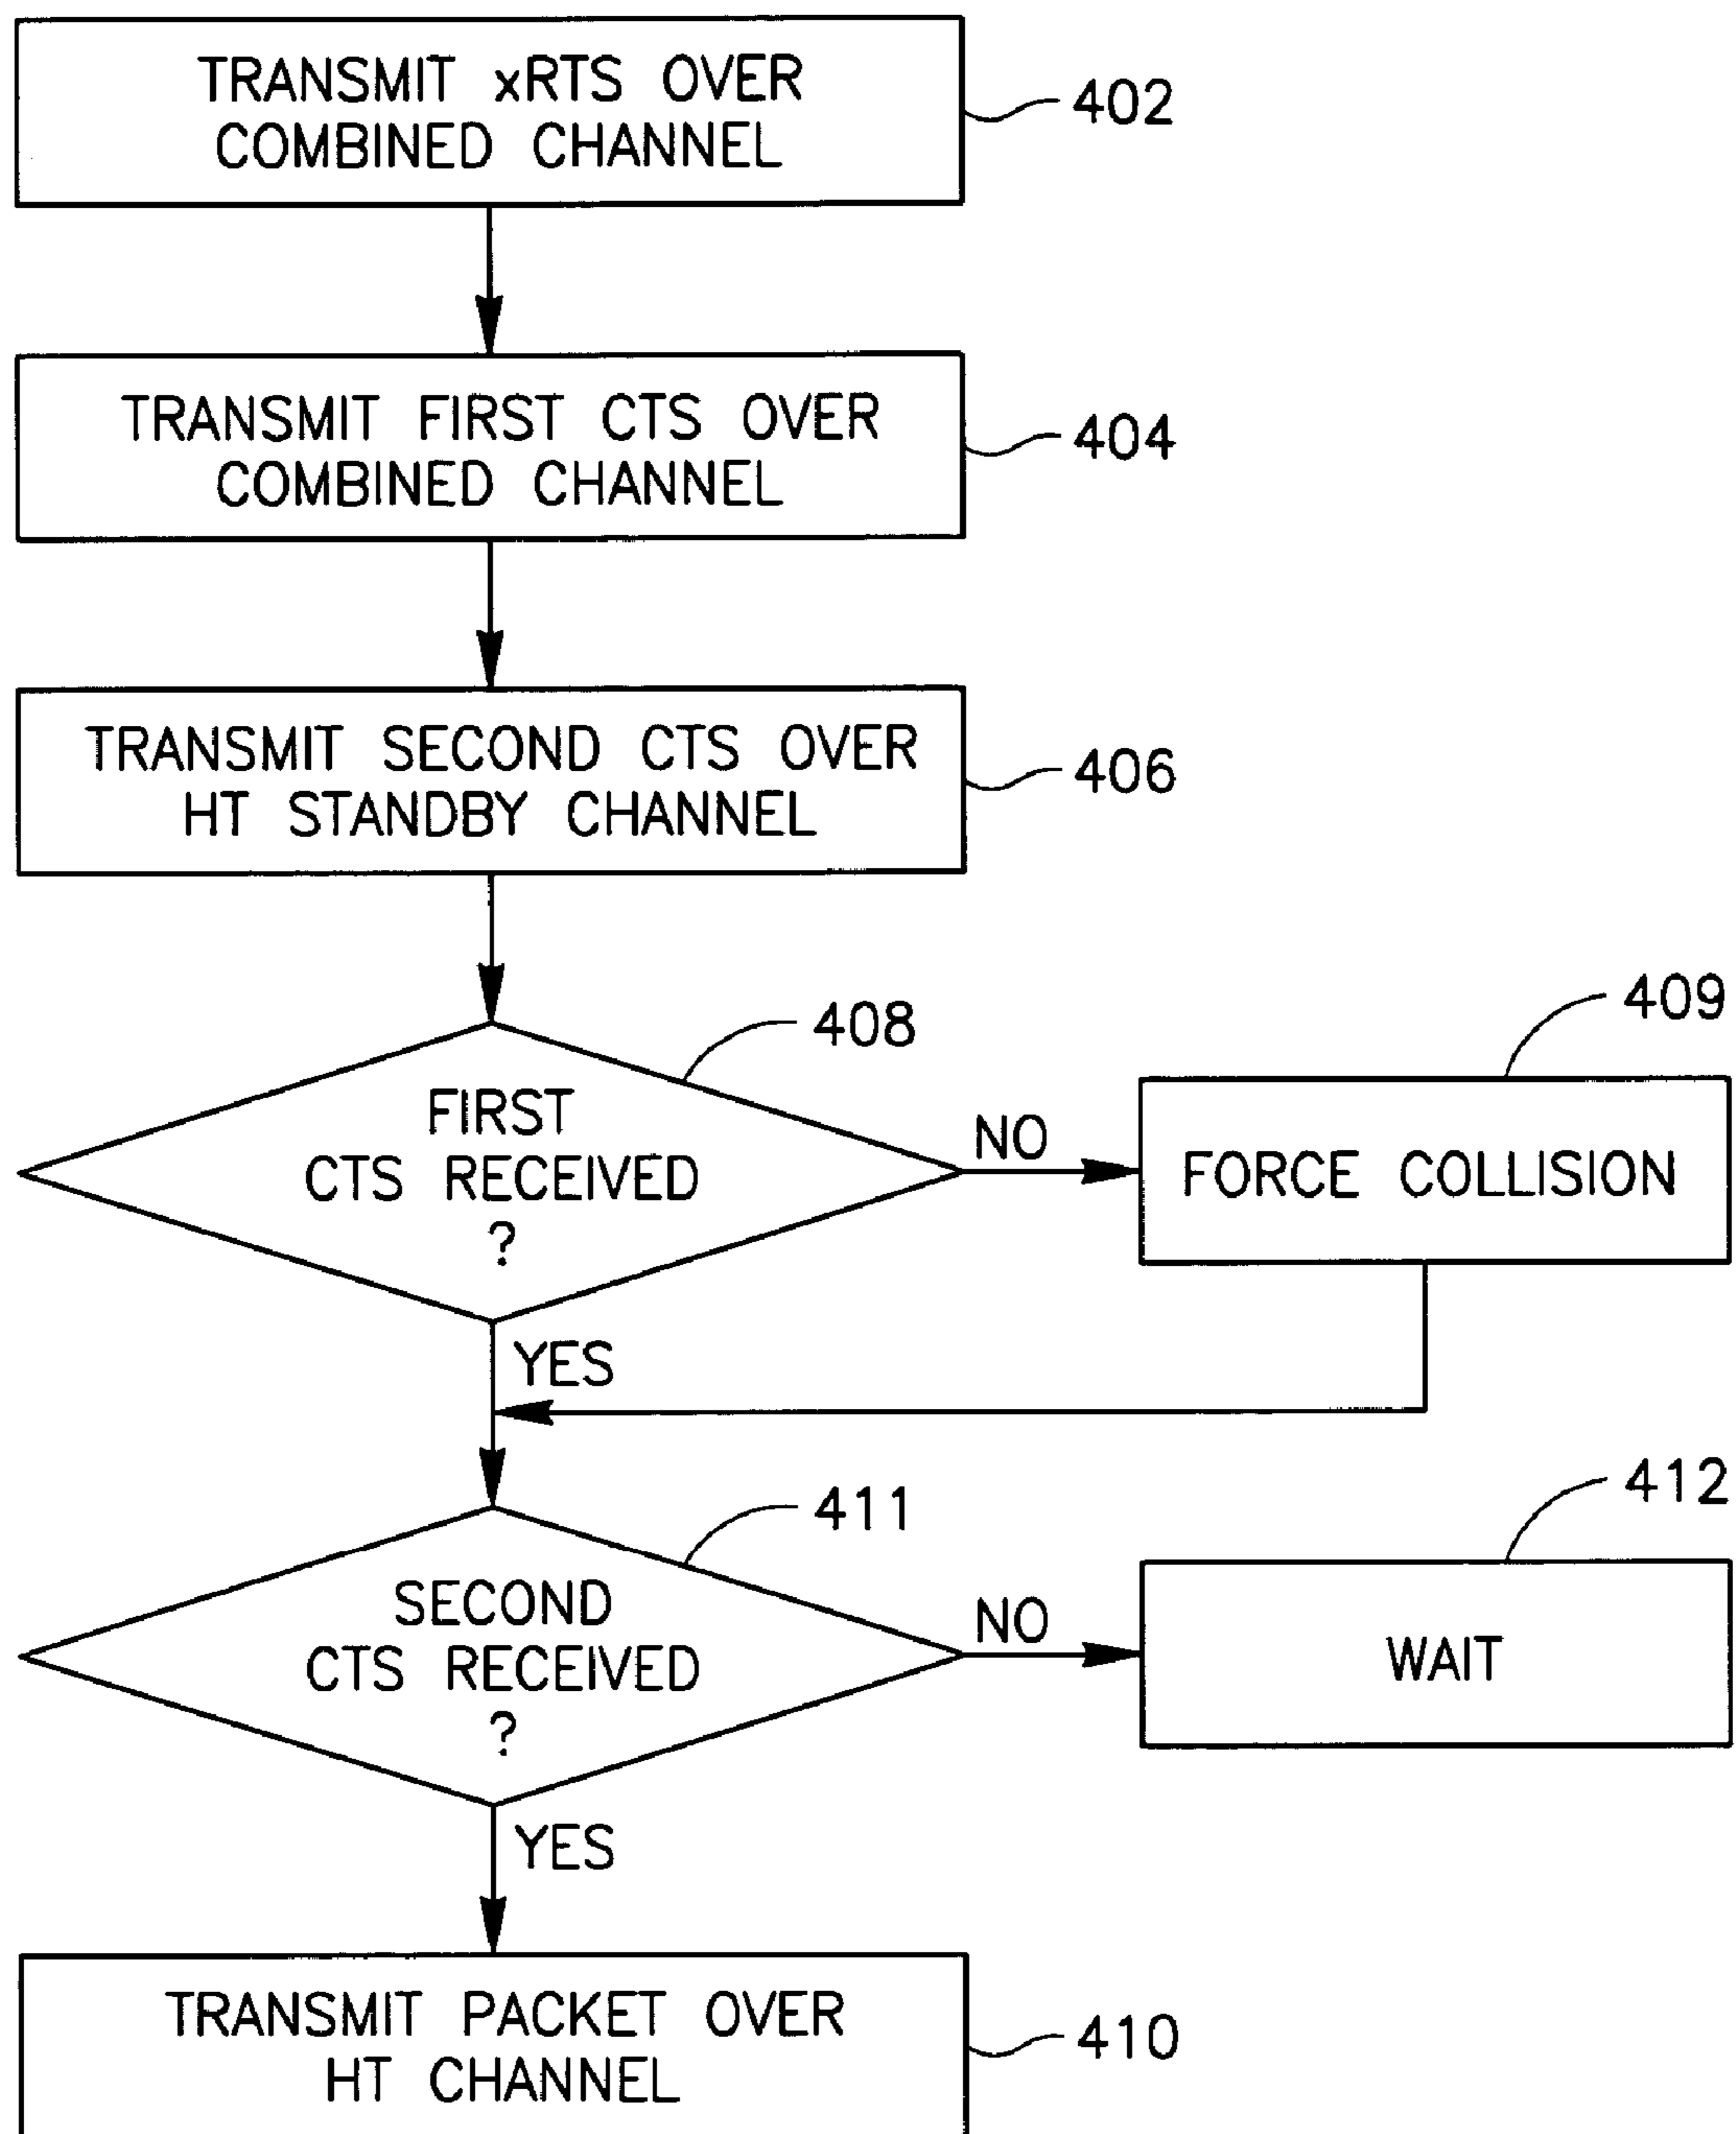 TRANSMIT xRTS OVER
COMBINED CHANNEL
402
TRANSMIT FIRST CTS OVER
COMBINED CHANNEL
404
TRANSMIT SECOND CTS OVER
HT STANDBY CHANNEL
406
408
FIRST
CTS RECEIVED
?
NO
409
FORCE COLLISION
YES
411
SECOND
CTS RECEIVED
?
NO
412
WAIT
YES
TRANSMIT PACKET OVER
HT CHANNEL
410